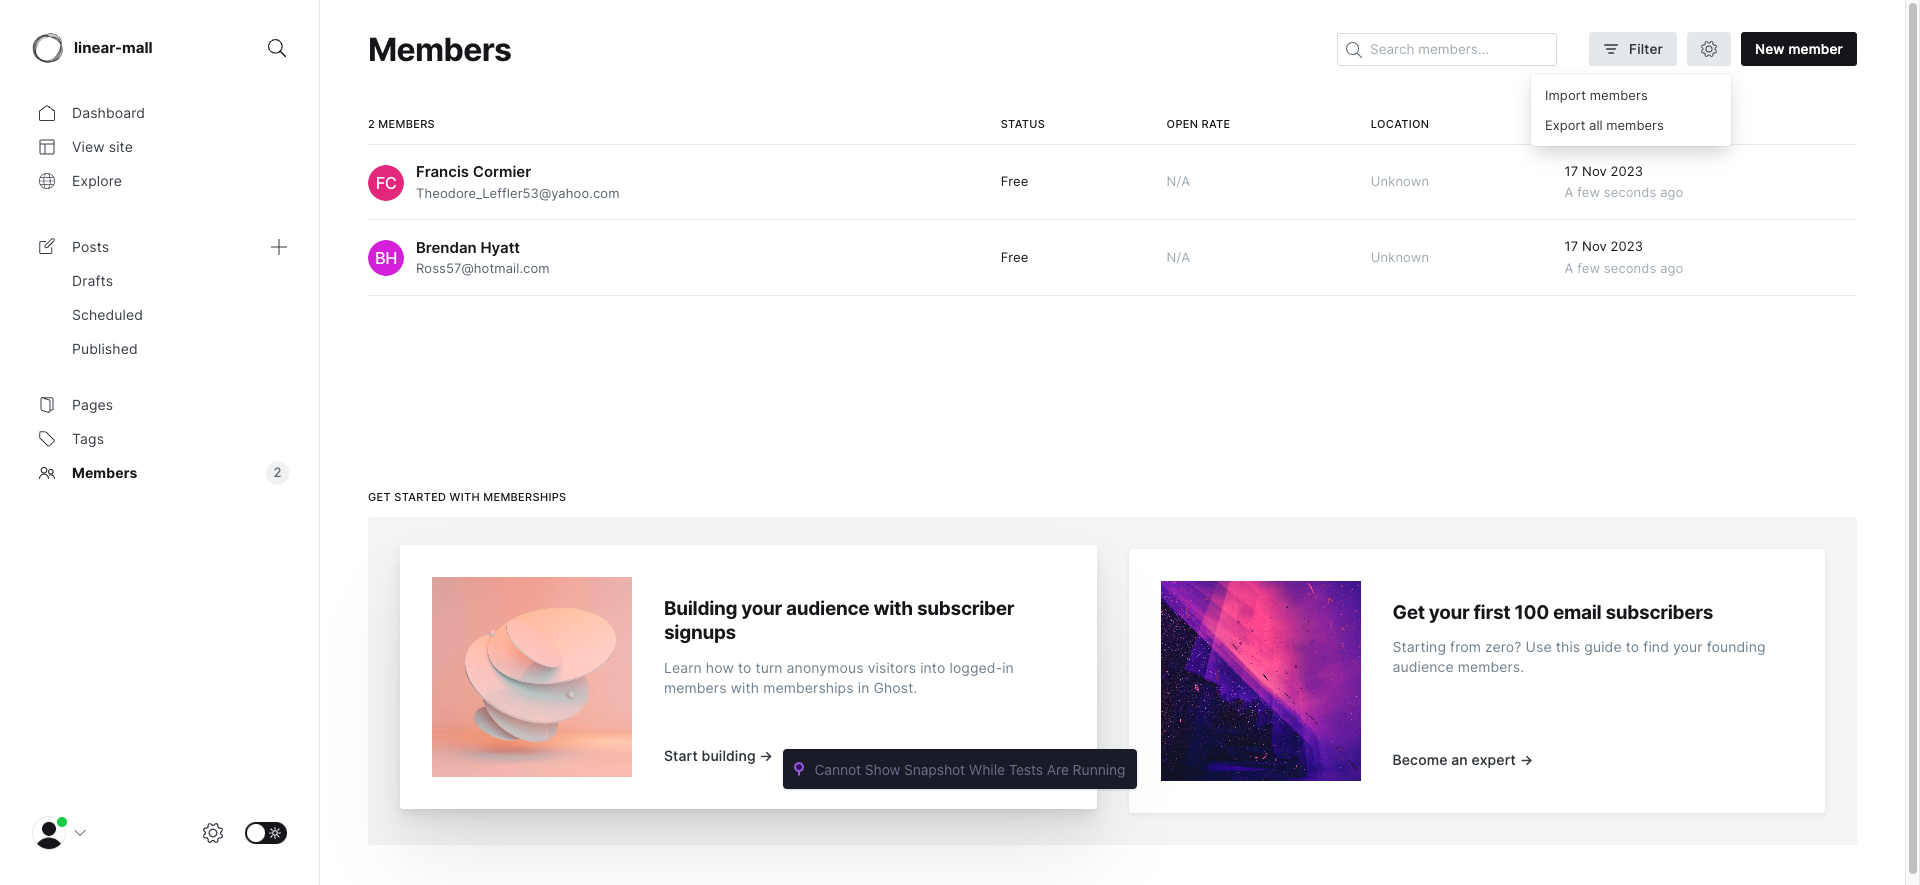 linear-mall
Dashboard
View site
Explore
Posts
Drafts
Scheduled
Published
Pages
Tags
Members
2
Members
Search members...
Filter
New member
Import members
Export all members
2 MEMBERS
STATUS
OPEN RATE
LOCATION
FC
Francis Cormier
Theodore_Leffler53@yahoo.com
Free
N/A
Unknown
17 Nov 2023
A few seconds ago
BH
Brendan Hyatt
Ross57@hotmail.com
Free
N/A
Unknown
17 Nov 2023
A few seconds ago
GET STARTED WITH MEMBERSHIPS
Building your audience with subscriber
signups
Learn how to turn anonymous visitors into logged-in
members with memberships in Ghost.
Start building →
Get your first 100 email subscribers
Starting from zero? Use this guide to find your founding
audience members.
Become an expert →
Cannot Show Snapshot While Tests Are Running